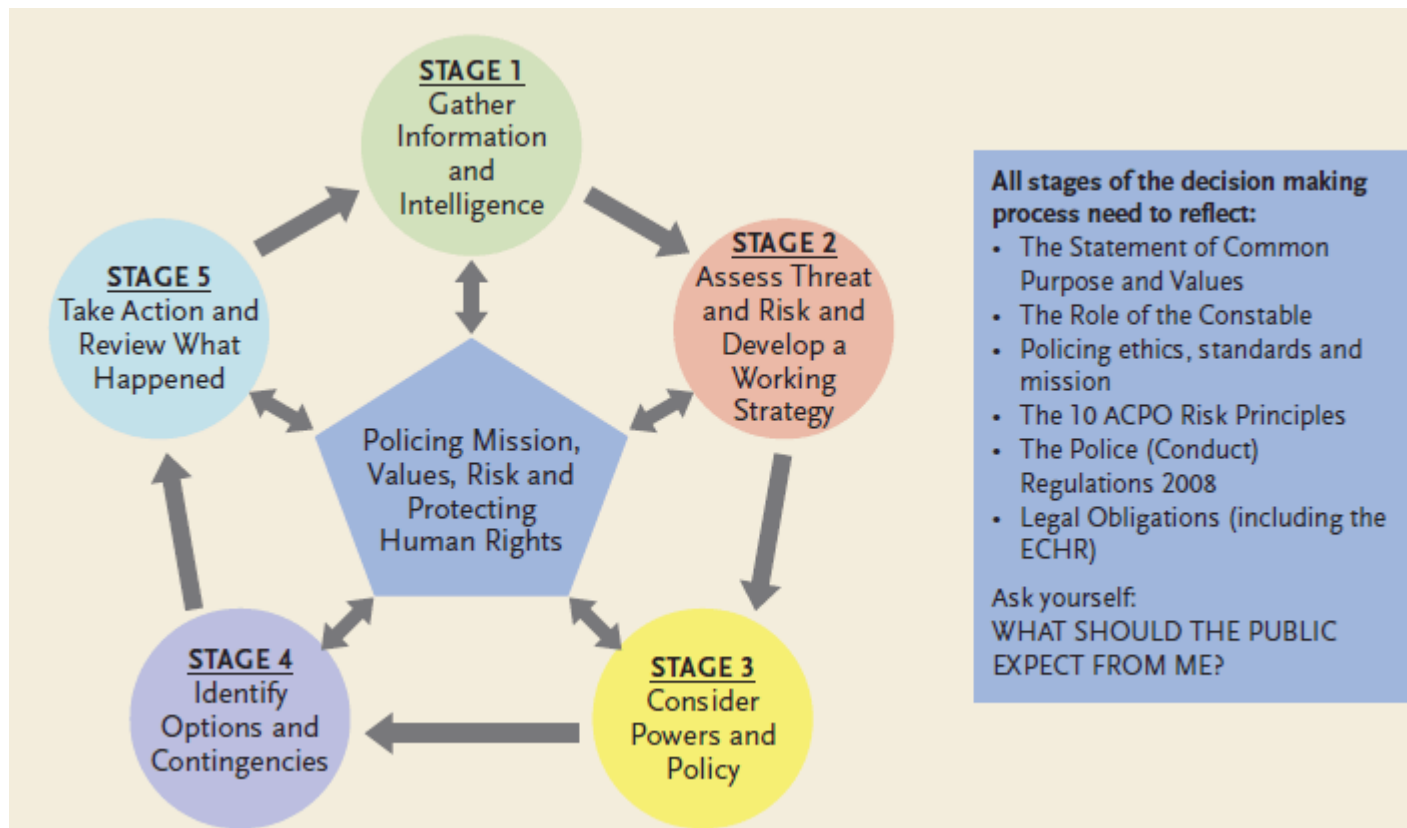 STAGE 1
Gather
Information
and
Intelligence
STAGE 2
Assess Threat
and Risk and
Develop a
Working
Strategy
STAGE 3
Consider
Powers and
Policy
STAGE 4
Identify
Options and
Contingencies
STAGE 5
Take Action and
Review What
Happened
Policing Mission,
Values, Risk and
Protecting
Human Rights
All stages of the decision making
process need to reflect:
• The Statement of Common
Purpose and Values
• The Role of the Constable
• Policing ethics, standards and
mission
• The 10 ACPO Risk Principles
• The Police (Conduct)
Regulations 2008
• Legal Obligations (including the
ECHR)
Ask yourself:
WHAT SHOULD THE PUBLIC
EXPECT FROM ME?